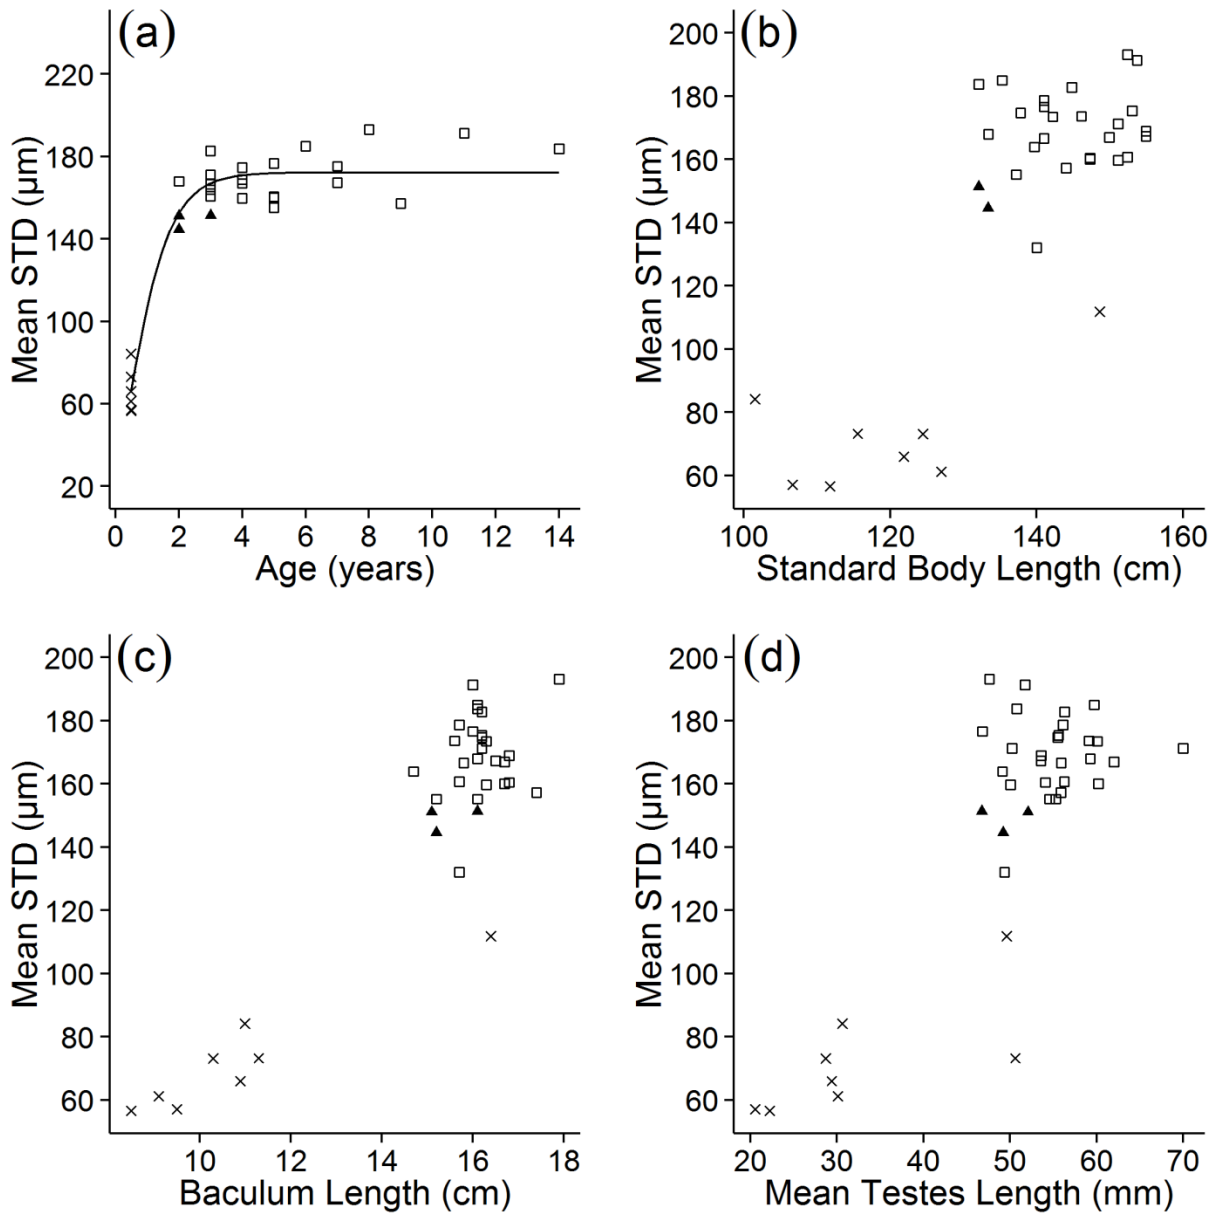 (a)
Mean STD (µm)
220
180
140
100
60
20
0 2 4 6 8 10 12 14
Age (years)
(b)
Mean STD (µm)
200
180
160
140
120
100
80
60
100 120 140 160
Standard Body Length (cm)
(c)
Mean STD (µm)
200
180
160
140
120
100
80
60
10 12 14 16 18
Baculum Length (cm)
(d)
Mean STD (µm)
200
180
160
140
120
100
80
60
20 30 40 50 60 70
Mean Testes Length (mm)